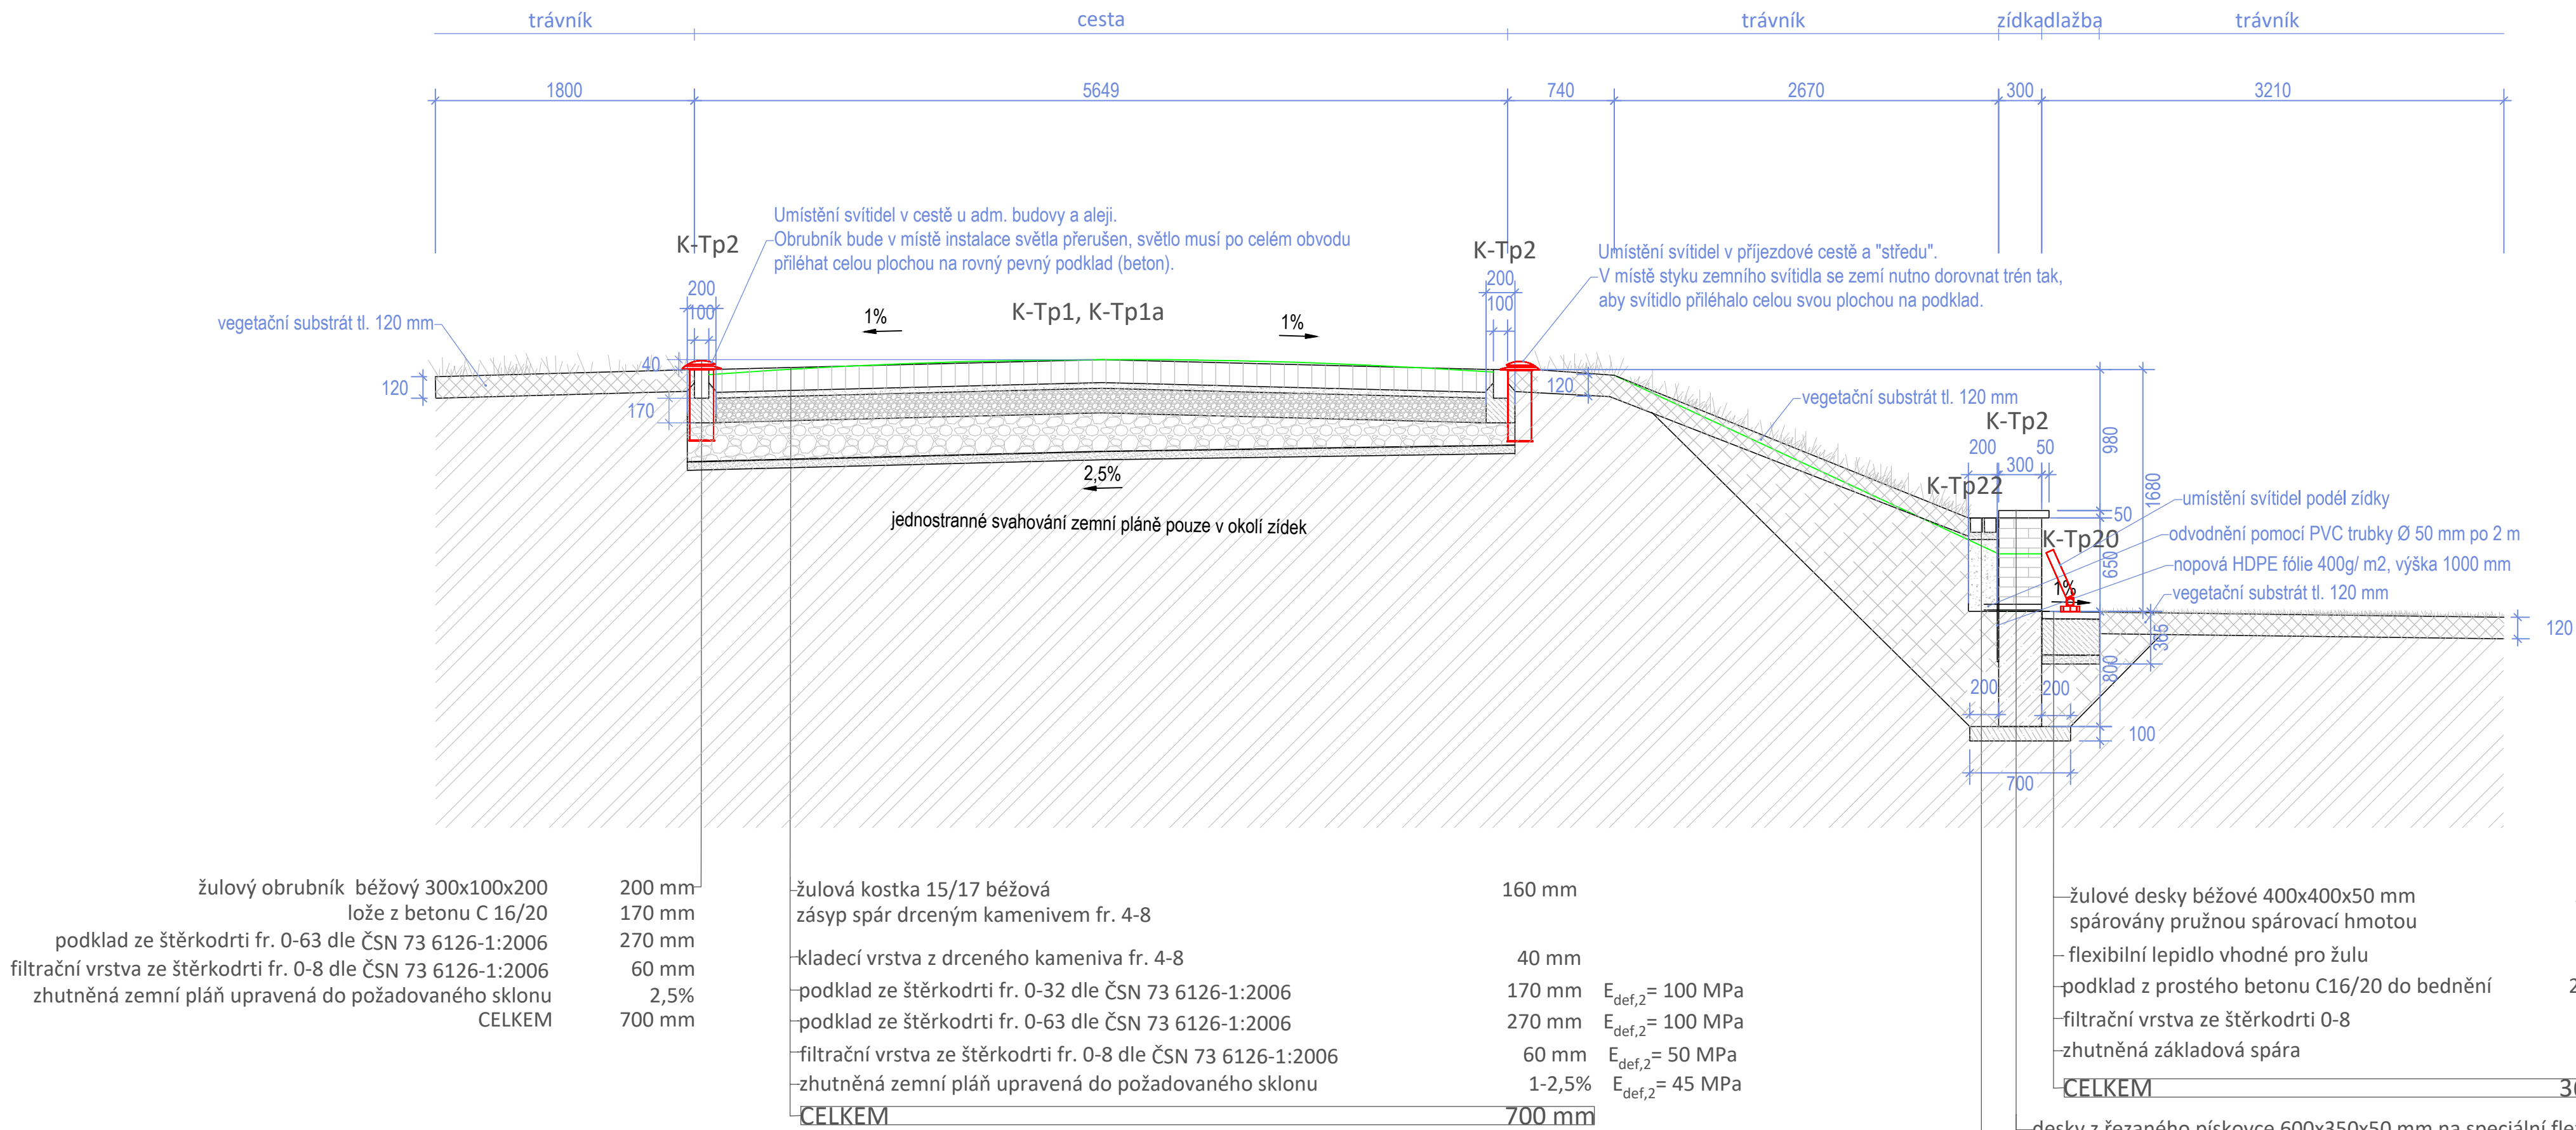 trávník
cesta
trávník
zídka
dlažba
trávník
1800
5649
740
2670
300
3210
Umístění svítidel v cestě u adm. budovy a aleji.
Obrubník bude v místě instalace světla přerušen, světlo musí po celém obvodu
přiléhat celou plochou na rovný pevný podklad (beton).
K-Tp2
200
100
K-Tp2
200
100
Umístění svítidel v příjezdové cestě a "středu".
V místě styku zemního svítidla se zemí nutno dorovnat trén tak,
aby svítidlo přiléhalo celou svou plochou na podklad.
K-Tp1, K-Tp1a
1%
1%
vegetační substrát tl. 120 mm
40
120
170
120
vegetační substrát tl. 120 mm
K-Tp2
200
50
300
980
1680
K-Tp22
umístění svítidel podél zídky
50
odvodnění pomocí PVC trubky Ø 50 mm po 2 m
K-Tp20
650
nopová HDPE fólie 400g/ m2, výška 1000 mm
1%
vegetační substrát tl. 120 mm
2,5%
jednostranné svahování zemní pláně pouze v okolí zídek
120
365
800
200
200
100
700
žulový obrubník béžový 300x100x200 200 mm
lože z betonu C 16/20 170 mm
podklad ze štěrkodrti fr. 0-63 dle ČSN 73 6126-1:2006 270 mm
filtrační vrstva ze štěrkodrti fr. 0-8 dle ČSN 73 6126-1:2006 60 mm
zhutněná zemní pláň upravená do požadovaného sklonu 2,5%
CELKEM 700 mm
žulová kostka 15/17 béžová 160 mm
zásyp spár drceným kamenivem fr. 4-8
kladecí vrstva z drceného kameniva fr. 4-8 40 mm
podklad ze štěrkodrti fr. 0-32 dle ČSN 73 6126-1:2006 170 mm Edef,2= 100 MPa
podklad ze štěrkodrti fr. 0-63 dle ČSN 73 6126-1:2006 270 mm Edef,2= 100 MPa
filtrační vrstva ze štěrkodrti fr. 0-8 dle ČSN 73 6126-1:2006 60 mm Edef,2= 50 MPa
zhutněná zemní pláň upravená do požadovaného sklonu 1-2,5% Edef,2= 45 MPa
CELKEM 700 mm
žulové desky béžové 400x400x50 mm
spárovány pružnou spárovací hmotou
flexibilní lepidlo vhodné pro žulu
podklad z prostého betonu C16/20 do bednění
filtrační vrstva ze štěrkodrti 0-8
zhutněná základová spára
CELKEM
desky z řezaného pískovce 600x350x50 mm na speciální